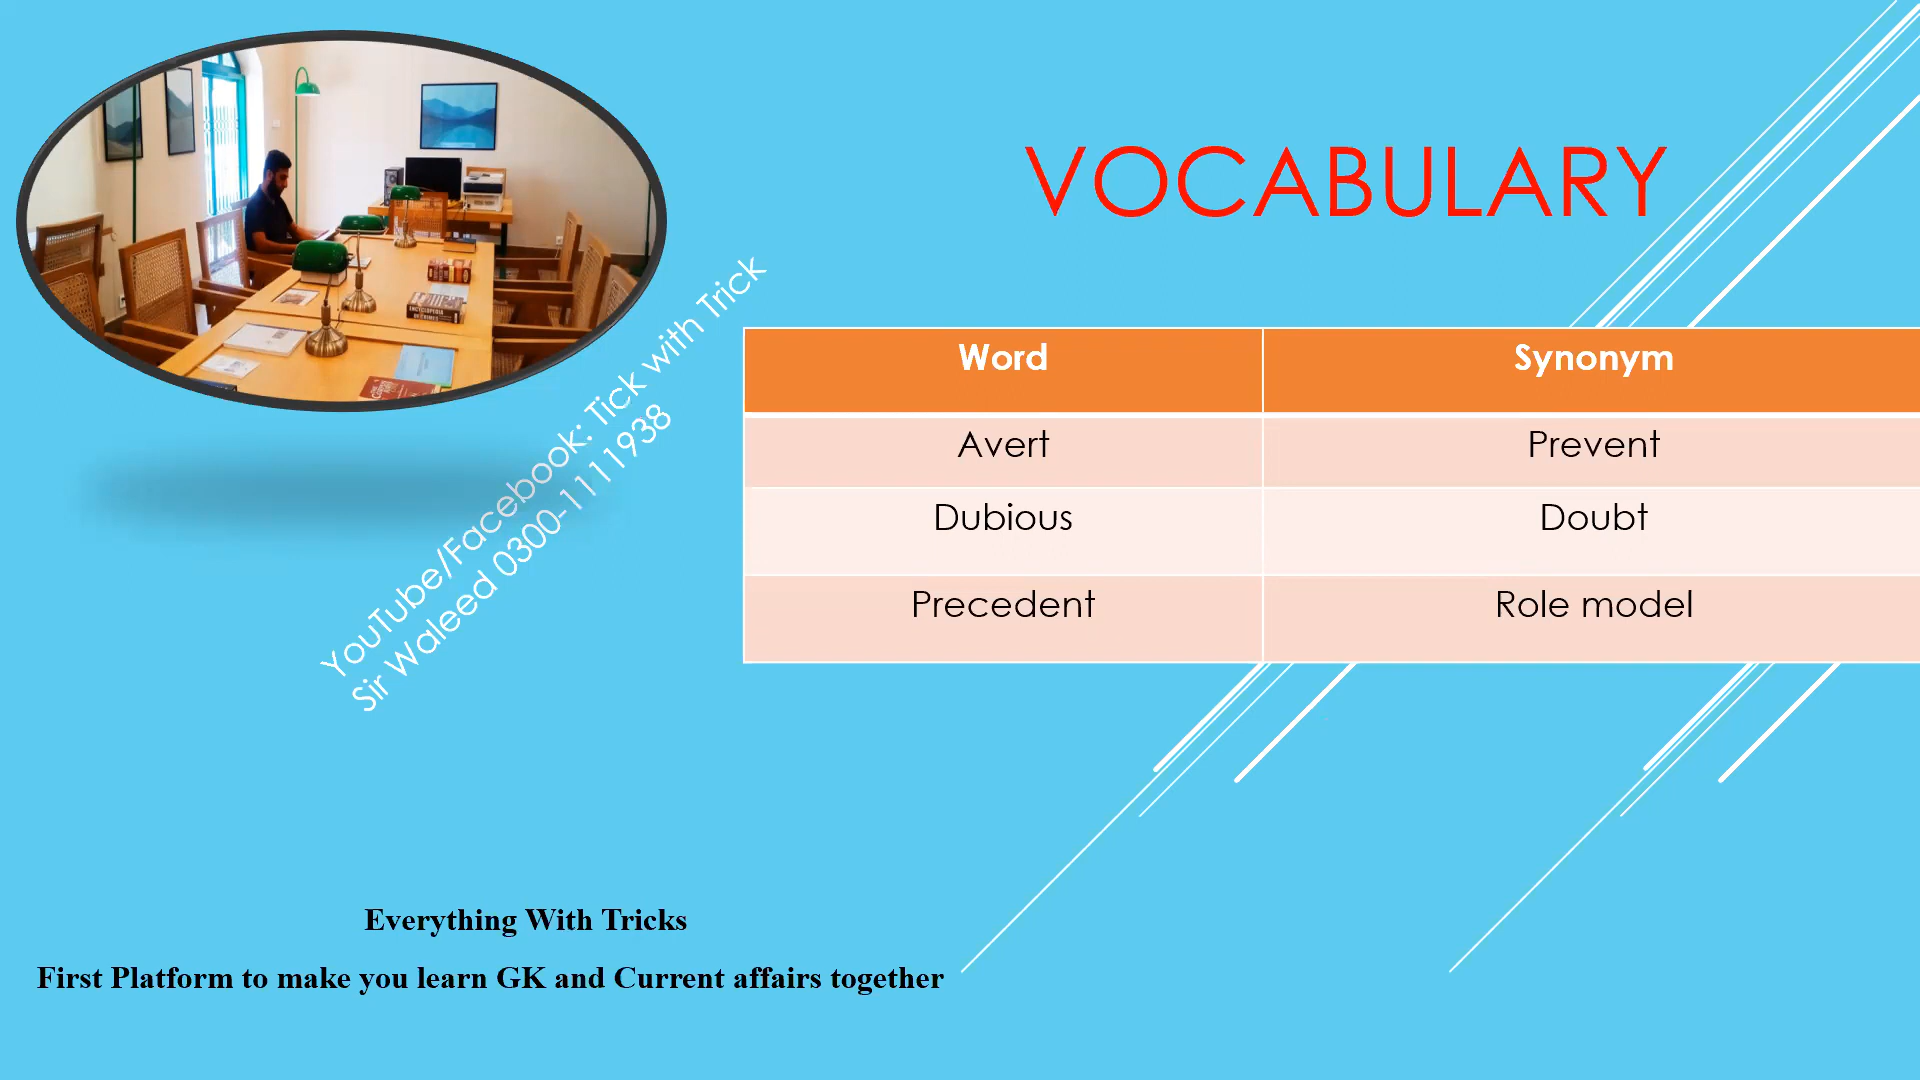 VOCABULARY
YouTube/Facebook: Tick with Trick
Sir Waleed 0300-1111938
Word Synonym
Avert Prevent
Dubious Doubt
Precedent Role model
Everything With Tricks
First Platform to make you learn GK and Current affairs together